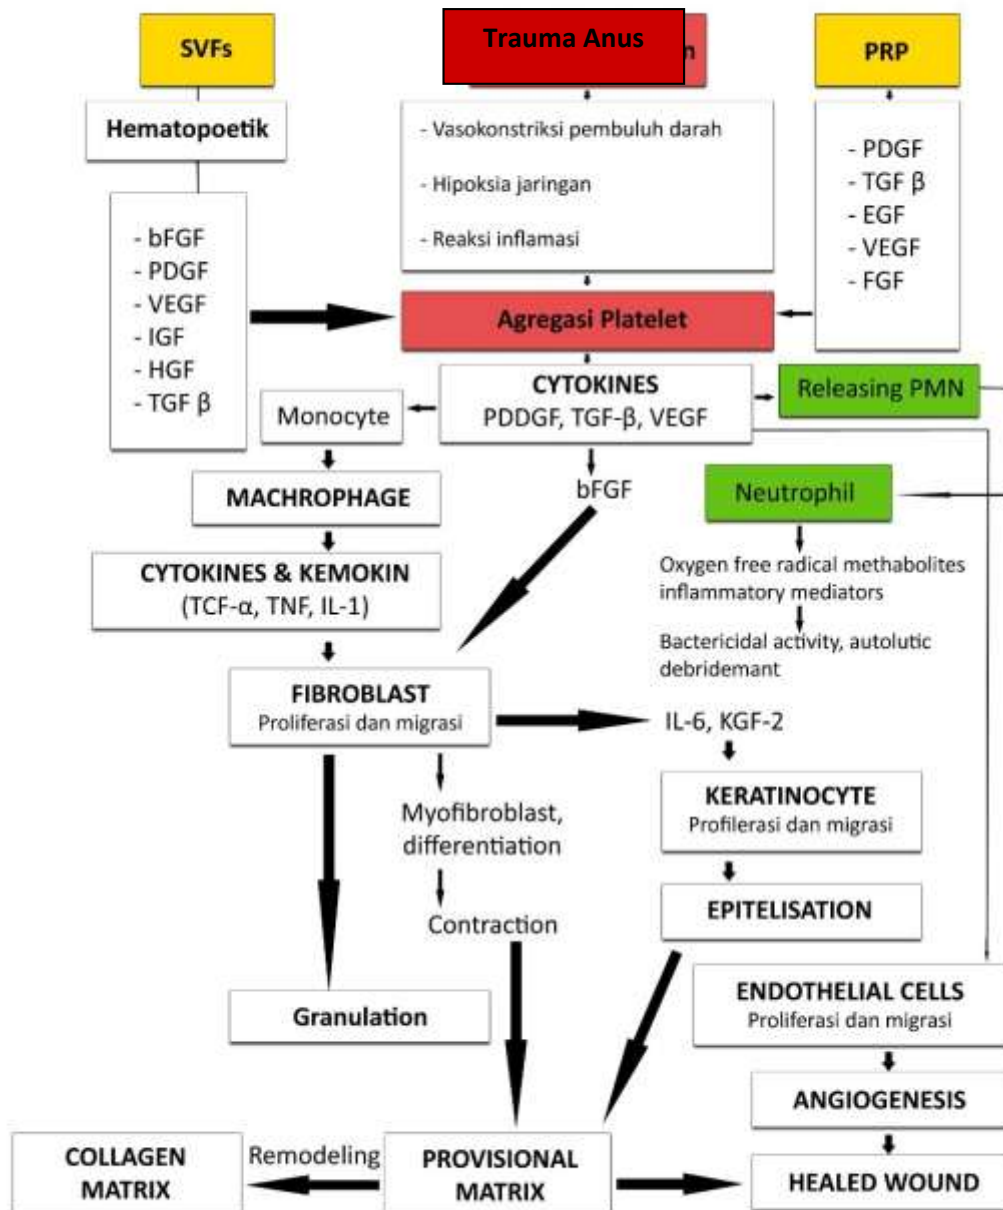 SVFs
Trauma Anus
n
PRP
Hematopoetik
- Vasokonstriksi pembuluh darah
- Hipoksia jaringan
- Reaksi inflamasi
- PDGF
- TGF β
- EGF
- VEGF
- FGF
- bFGF
- PDGF
- VEGF
- IGF
- HGF
- TGF β
Agregasi Platelet
CYTOKINES
PDDGF, TGF-β, VEGF
Releasing PMN
Monocyte
bFGF
Neutrophil
MACHROPHAGE
Oxygen free radical methabolites
inflammatory mediators
CYTOKINES & KEMOKIN
(TCF-α, TNF, IL-1)
Bactericidal activity, autolutic
debridemant
FIBROBLAST
Proliferasi dan migrasi
IL-6, KGF-2
KERATINOCYTE
Profilerasi dan migrasi
Myofibroblast,
differentiation
EPITELISATION
Contraction
ENDOTHELIAL CELLS
Proliferasi dan migrasi
Granulation
ANGIOGENESIS
COLLAGEN
MATRIX
Remodeling
PROVISIONAL
MATRIX
HEALED WOUND